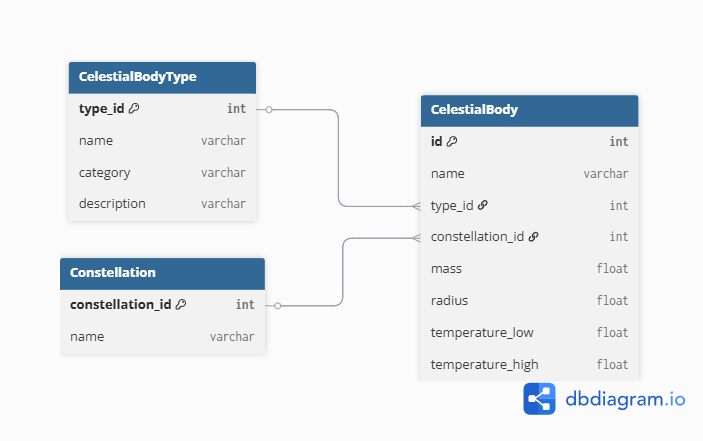 CelestialBodyType
type_id int
name varchar
category varchar
description varchar
Constellation
constellation_id int
name varchar
CelestialBody
id int
name varchar
type_id int
constellation_id int
mass float
radius float
temperature_low float
temperature_high float
dbdiagram.io